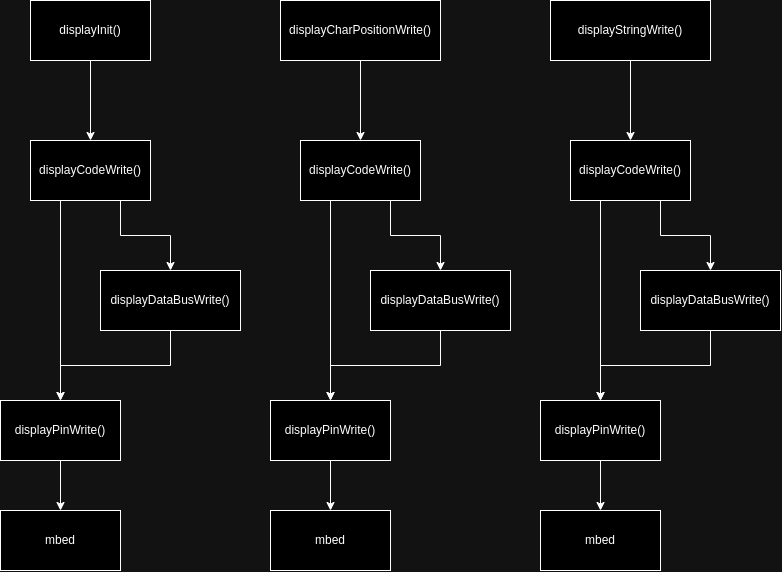 displayInit()
displayCharPositionWrite()
displayStringWrite()
displayCodeWrite()
displayCodeWrite()
displayCodeWrite()
displayDataBusWrite()
displayDataBusWrite()
displayDataBusWrite()
displayPinWrite()
displayPinWrite()
displayPinWrite()
mbed
mbed
mbed